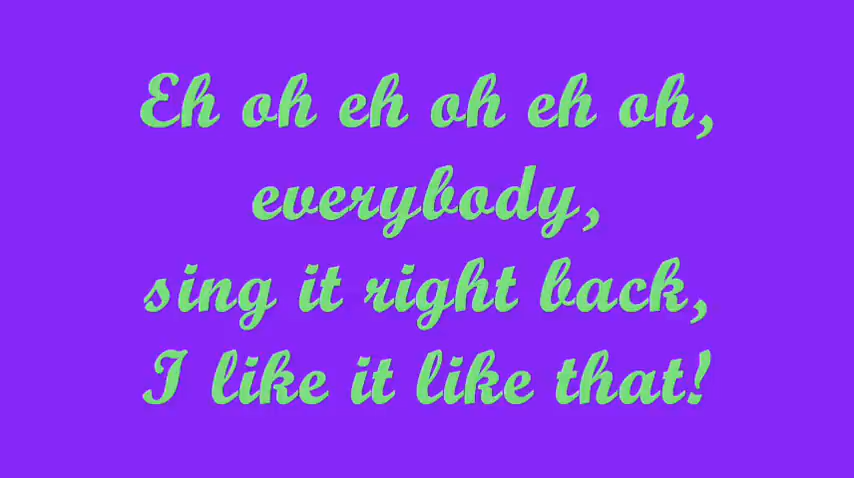 Eh oh eh oh eh oh,
everybody,
sing it right back,
I like it like that!